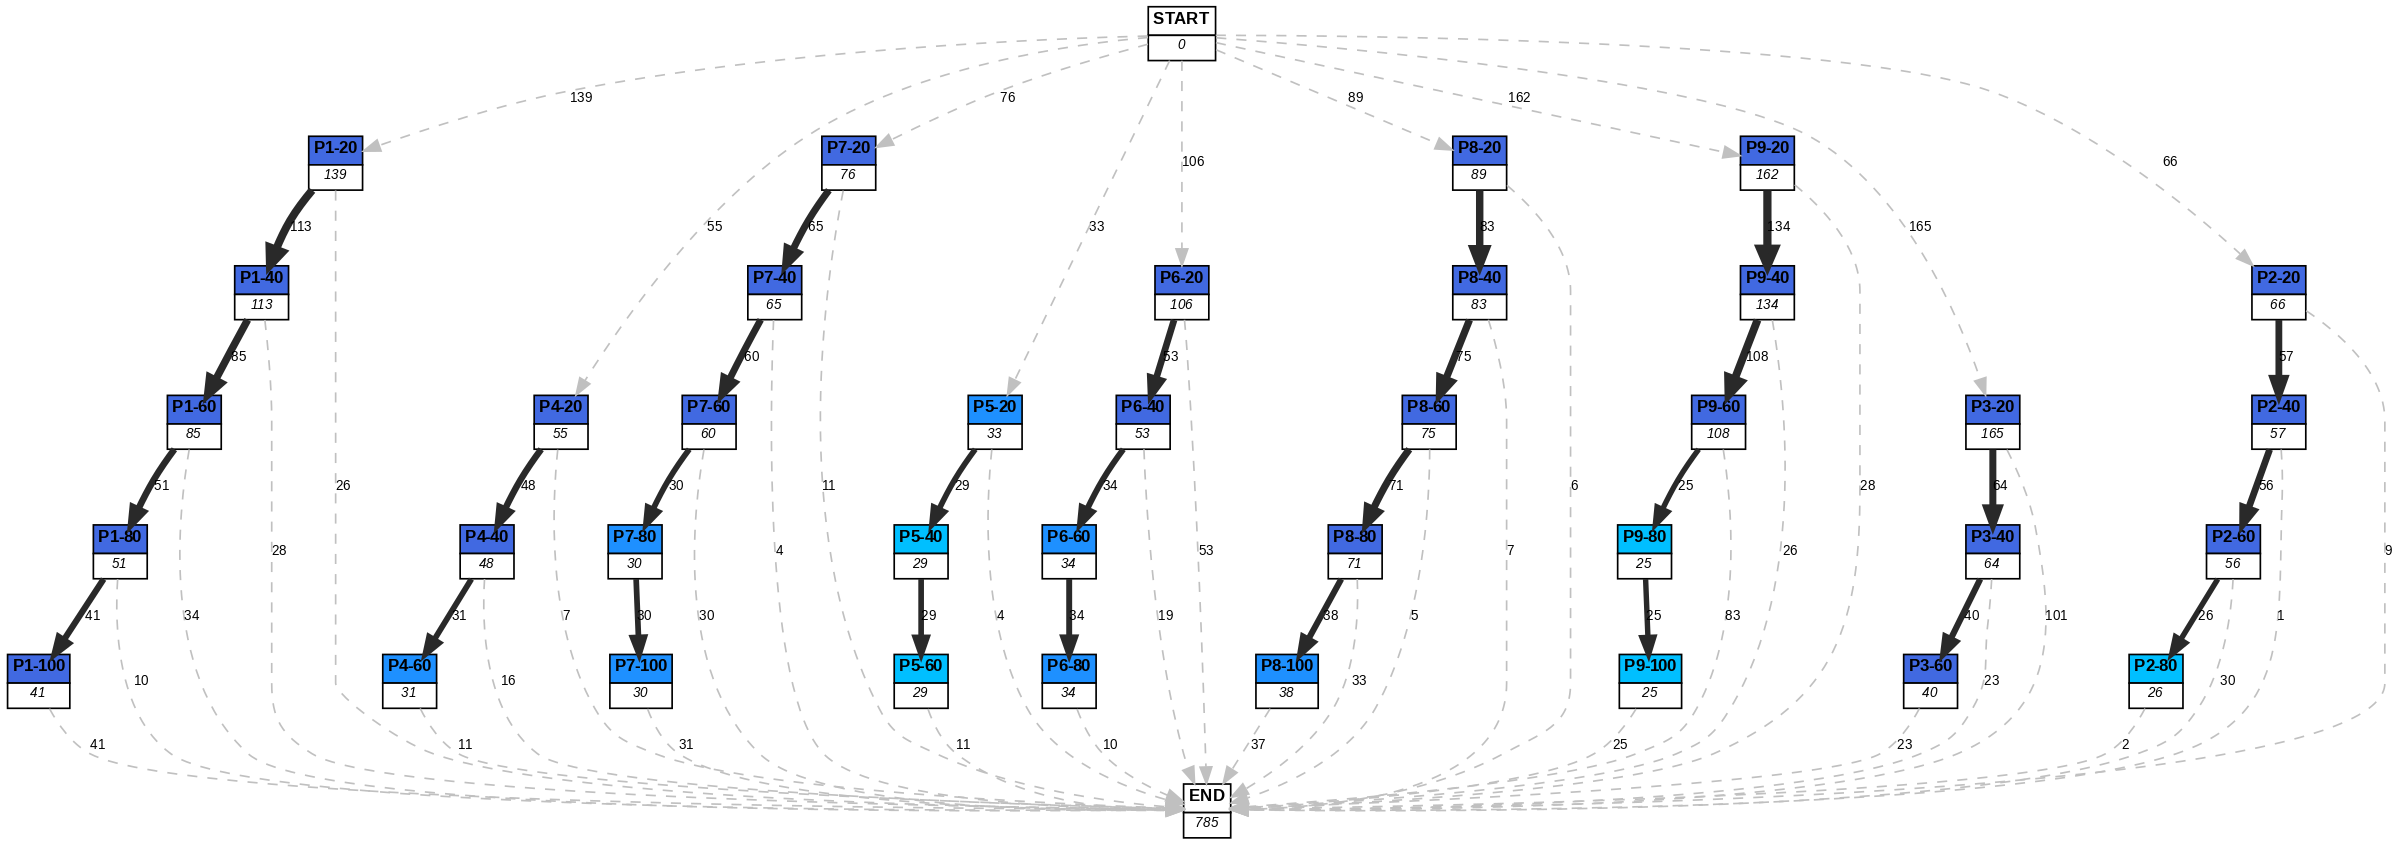 START
0
139
76
89
162
P1-20
139
P7-20
76
P8-20
89
P9-20
162
106
66
113
55
65
33
83
134
165
P1-40
113
P7-40
65
P6-20
106
P8-40
83
P9-40
134
P2-20
66
85
60
53
75
108
57
P1-60
85
P4-20
55
P7-60
60
P5-20
33
P6-40
53
P8-60
75
P9-60
108
P3-20
165
P2-40
57
51
26
48
30
11
29
34
71
6
25
28
64
56
P1-80
51
P4-40
48
P7-80
30
P5-40
29
P6-60
34
P8-80
71
P9-80
25
P3-40
64
P2-60
56
28
4
53
7
26
9
41
34
31
7
30
30
29
4
34
19
38
5
25
83
40
101
26
1
P1-100
41
P4-60
31
P7-100
30
P5-60
29
P6-80
34
P8-100
38
P9-100
25
P3-60
40
P2-80
26
10
16
33
23
30
41
11
31
11
10
37
25
23
2
END
785